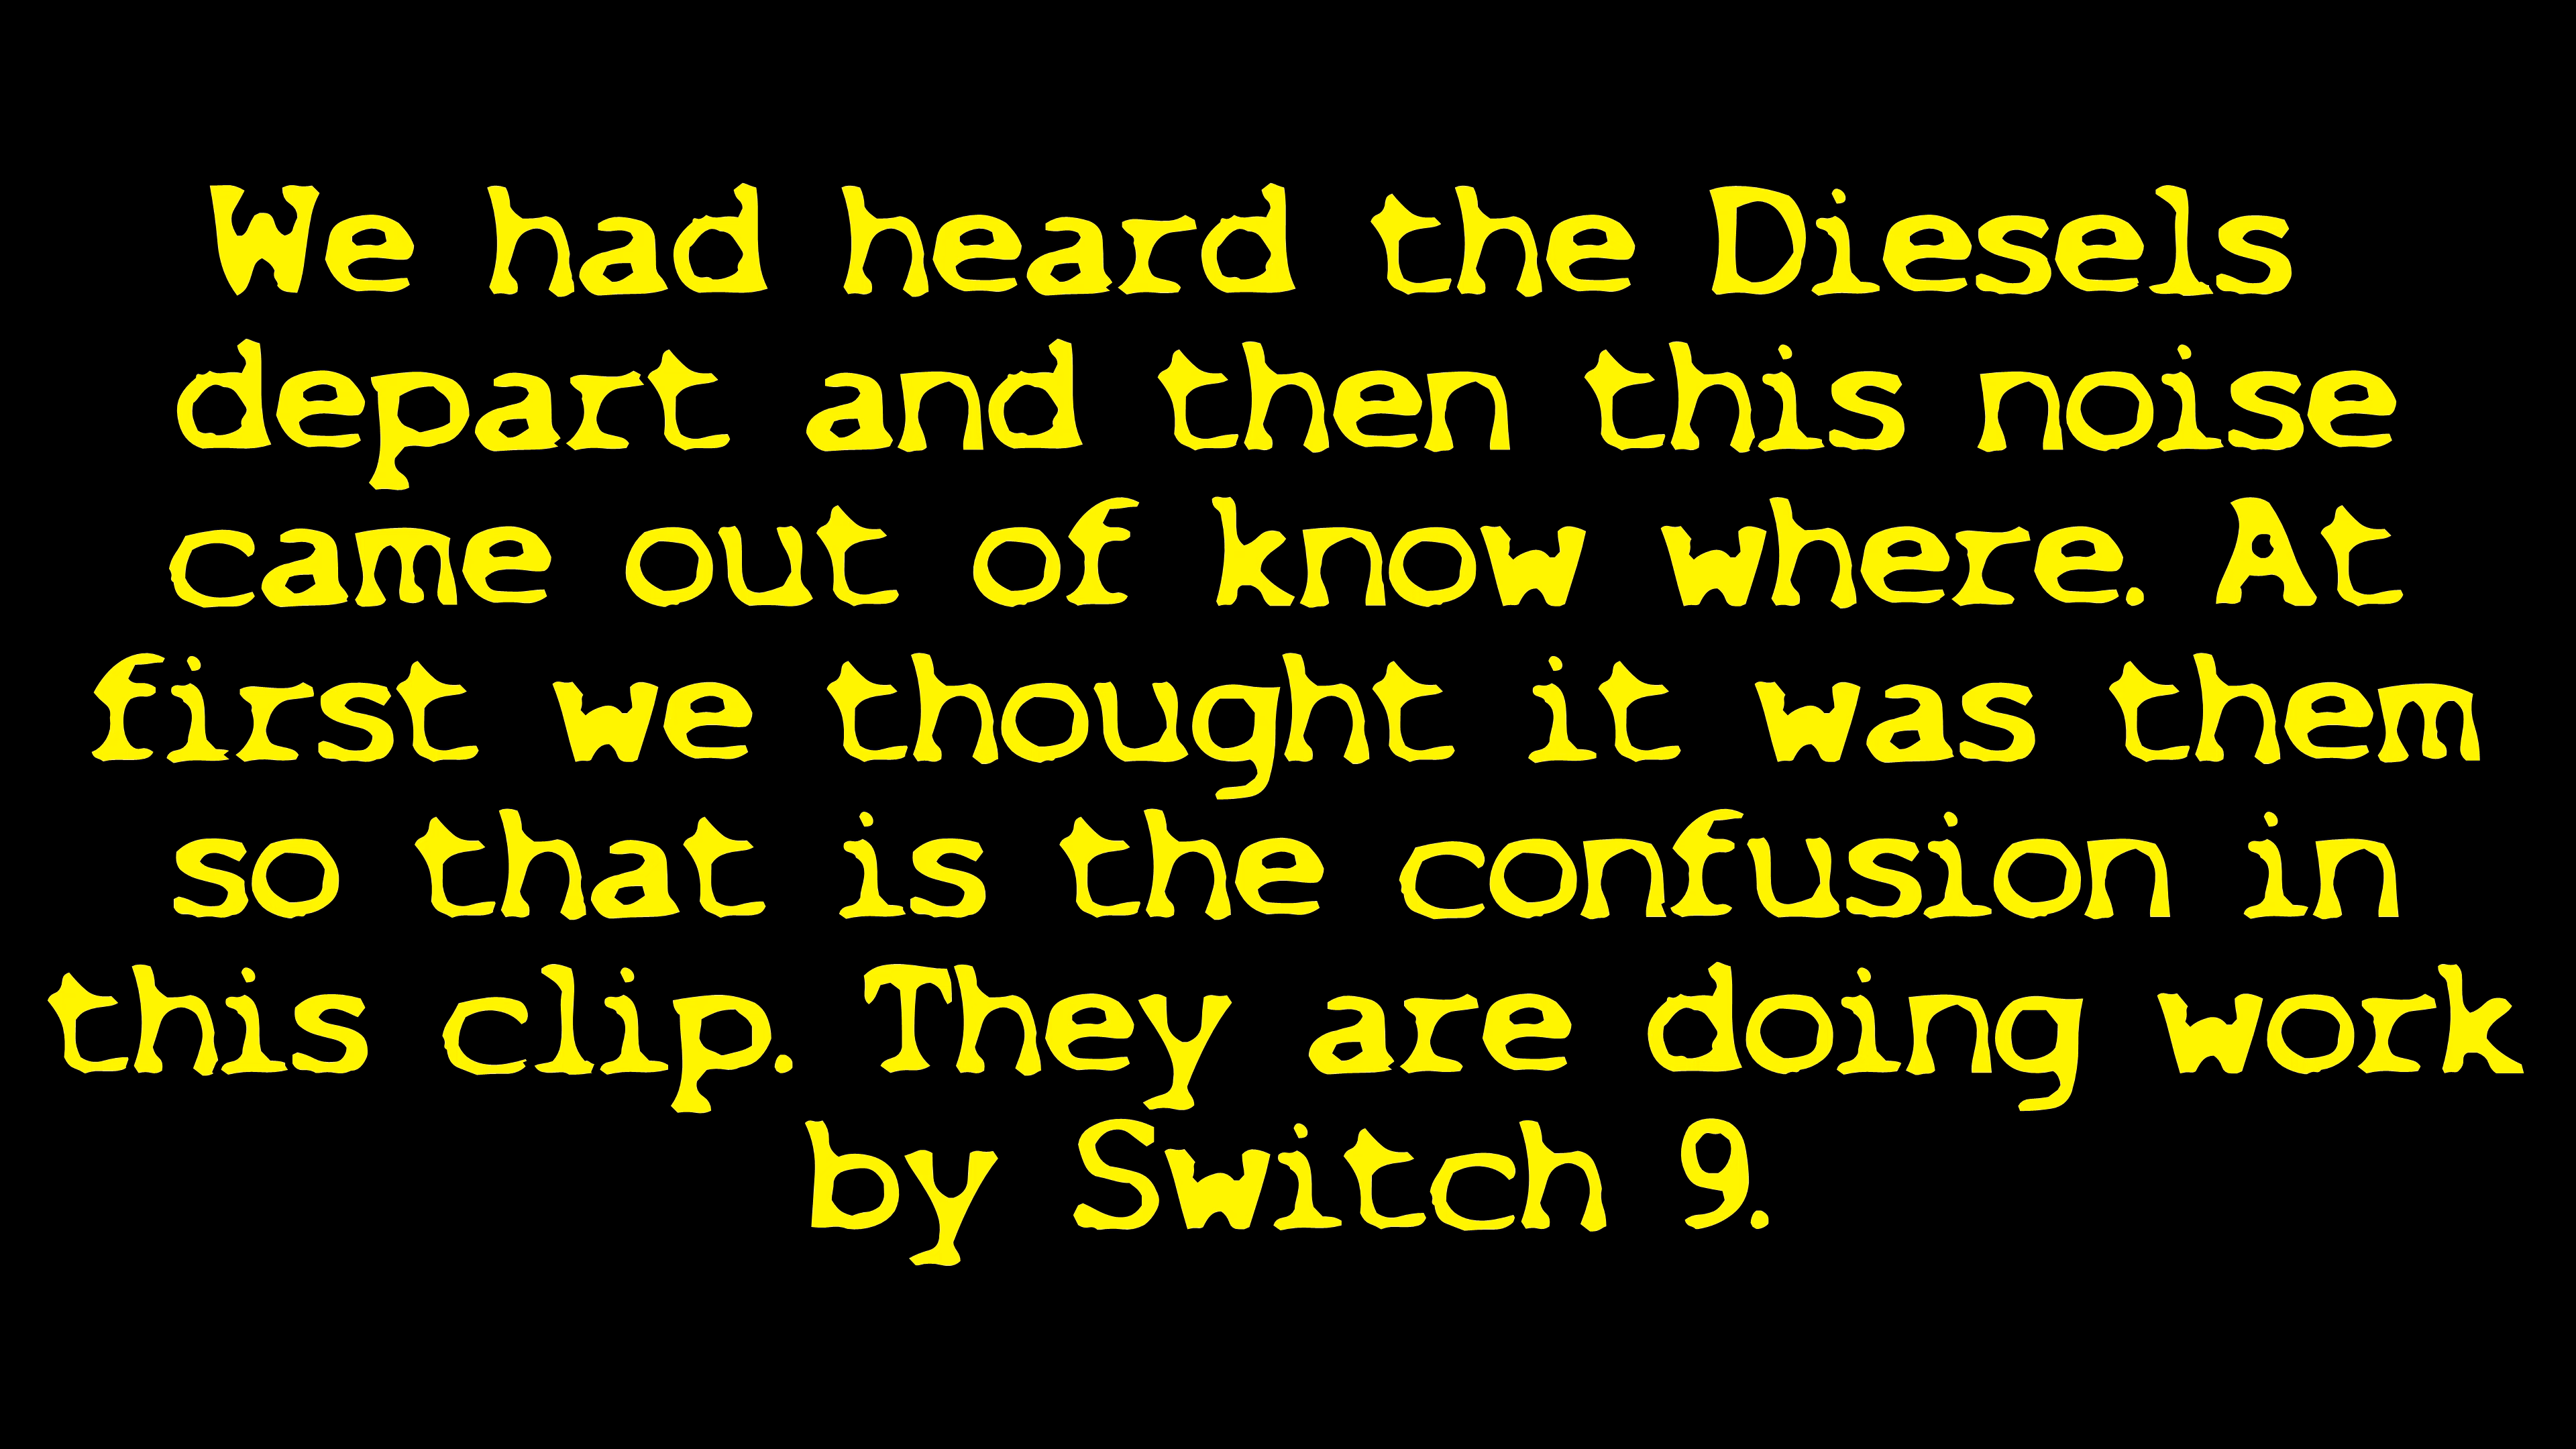 We had heard the Diesels
depart and then this noise
came out of know where. At
first we thought it was them
so that is the confusion in
this clip. They are doing work
by Switch 9.